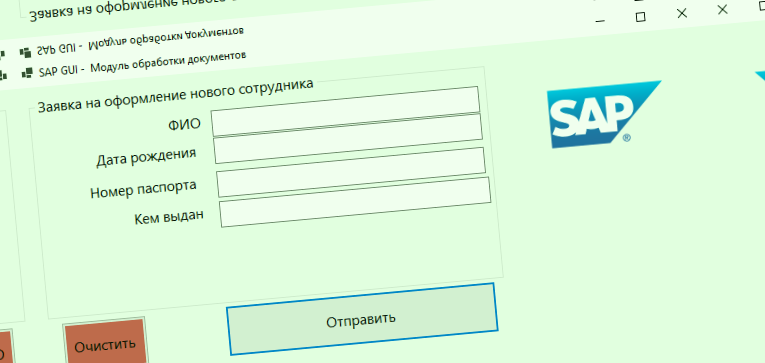 Заявка на оформление нового
SAP GUI - Модуль обработки документов
SAP GUI - Модуль обработки документов
Заявка на оформление нового сотрудника
ФИО
Дата рождения
Номер паспорта
Кем выдан
SAP ®
Отправить
Очистить